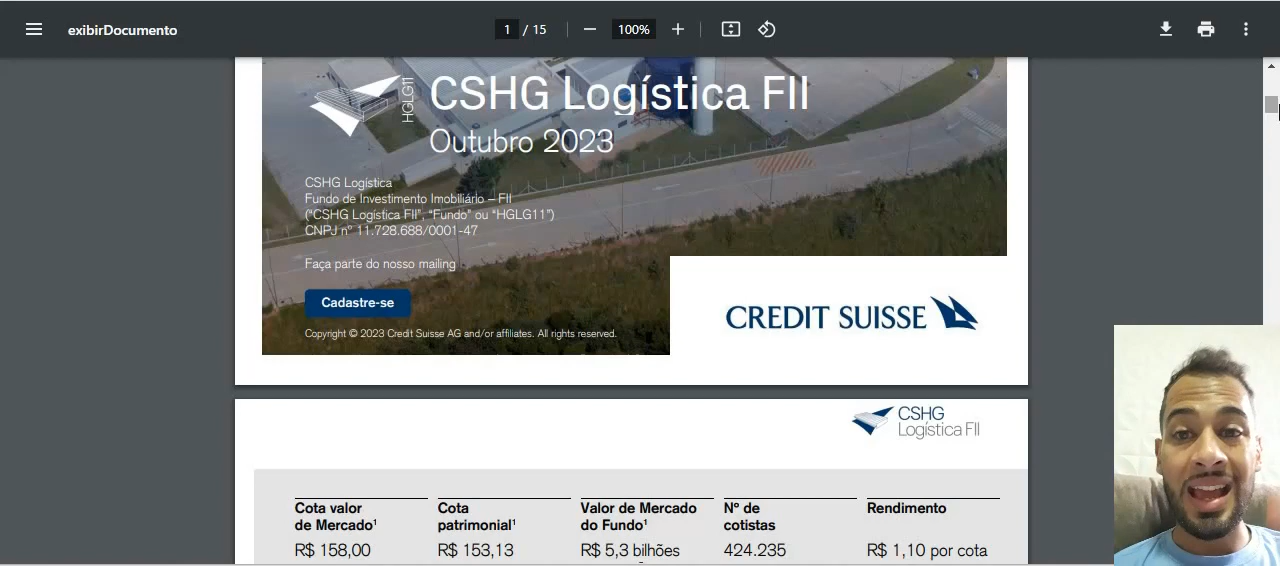 exibirDocumento
1 / 15
100%
HGLG11
CSHG Logística FII
Outubro 2023
CSHG Logística
Fundo de Investimento Imobiliário – FII
("CSHG Logística FII", "Fundo" ou "HGLG11")
CNPJ nº 11.728.688/0001-47
Faça parte do nosso mailing
Cadastre-se
Copyright © 2023 Credit Suisse AG and/or affiliates. All rights reserved.
CREDIT SUISSE
CSHG
Logística FII
Cota valor
de Mercado¹
R$ 158,00
Cota
patrimonial¹
R$ 153,13
Valor de Mercado
do Fundo¹
R$ 5,3 bilhões
Nº de
cotistas
424.235
Rendimento
R$ 1,10 por cota